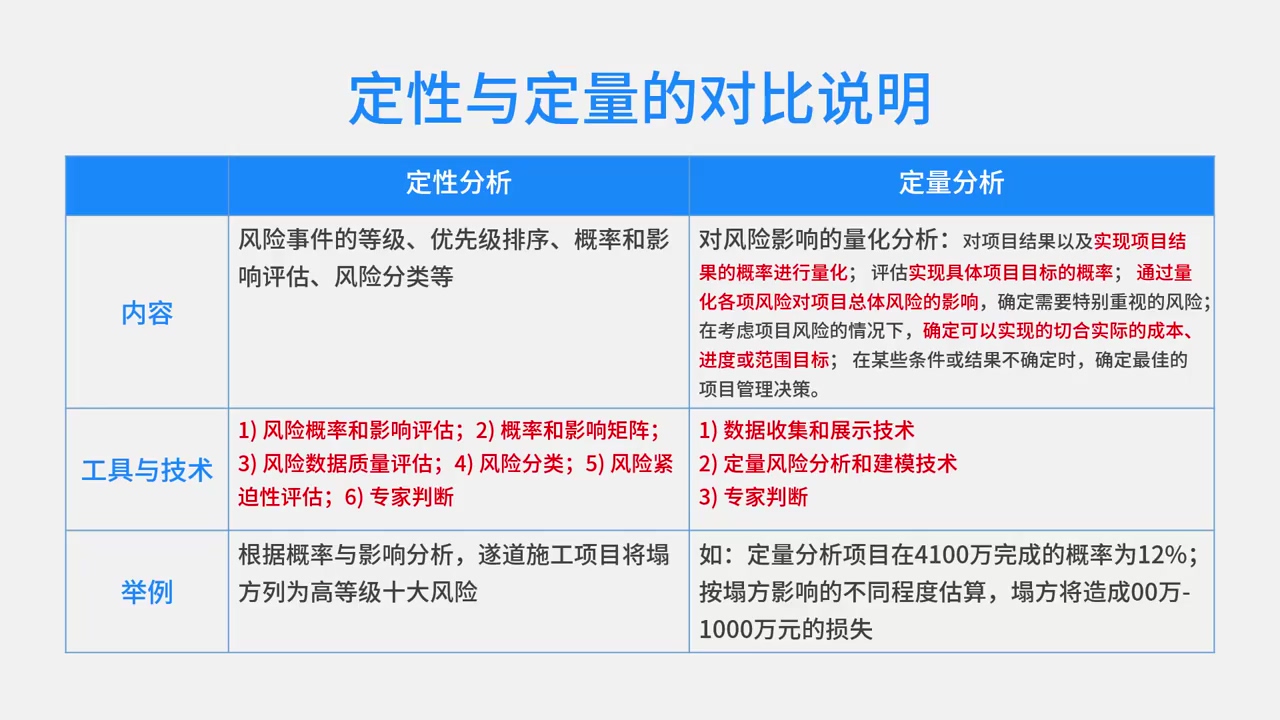 定性与定量的对比说明
定性分析
定量分析
内容
风险事件的等级、优先级排序、概率和影
响评估、风险分类等
对风险影响的量化分析：对项目结果以及实现项目结
果的概率进行量化； 评估实现具体项目目标的概率； 通过量
化各项风险对项目总体风险的影响，确定需要特别重视的风险；
在考虑项目风险的情况下，确定可以实现的切合实际的成本、
进度或范围目标； 在某些条件或结果不确定时，确定最佳的
项目管理决策。
工具与技术
1) 风险概率和影响评估；2) 概率和影响矩阵；
3) 风险数据质量评估；4) 风险分类；5) 风险紧
迫性评估；6) 专家判断
1) 数据收集和展示技术
2) 定量风险分析和建模技术
3) 专家判断
举例
根据概率与影响分析，遂道施工项目将塌
方列为高等级十大风险
如：定量分析项目在4100万完成的概率为12%；
按塌方影响的不同程度估算，塌方将造成00万-
1000万元的损失